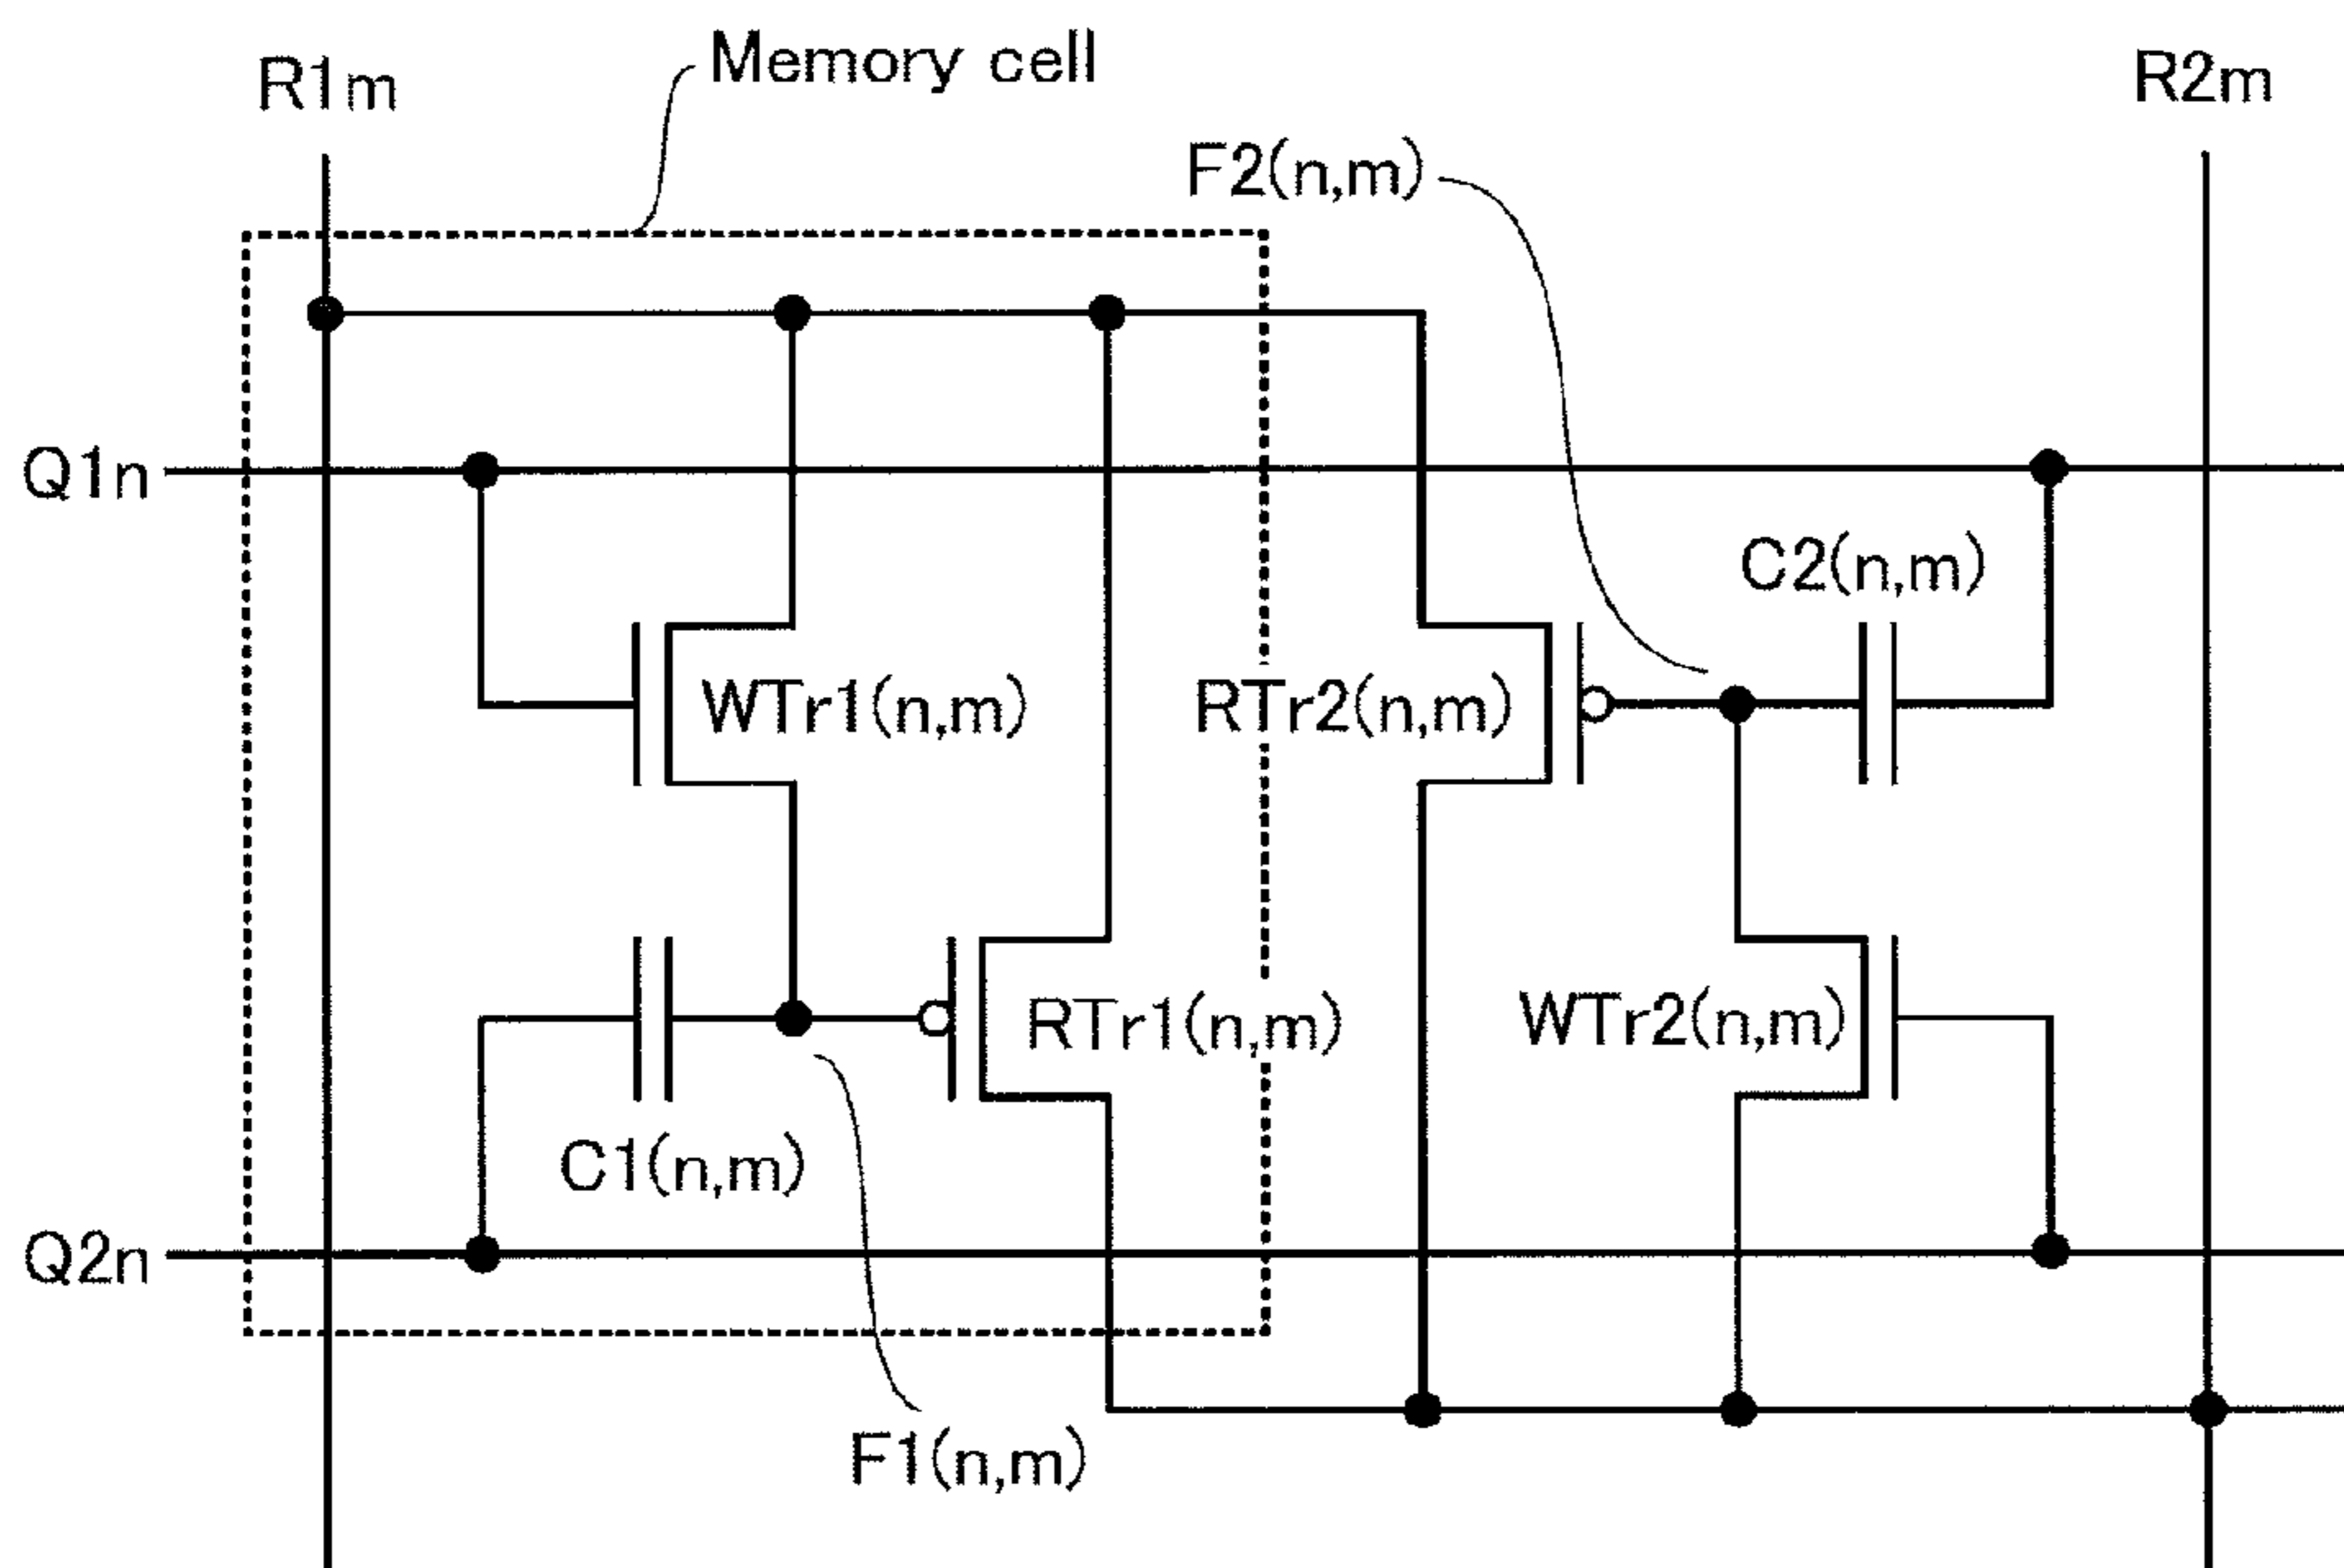 Memory cell
R1m
R2m
F2(n,m)
Q1n
C2(n,m)
WTr1(n,m)
RTr2(n,m)
RTr1(n,m)
WTr2(n,m)
C1(n,m)
Q2n
F1(n,m)